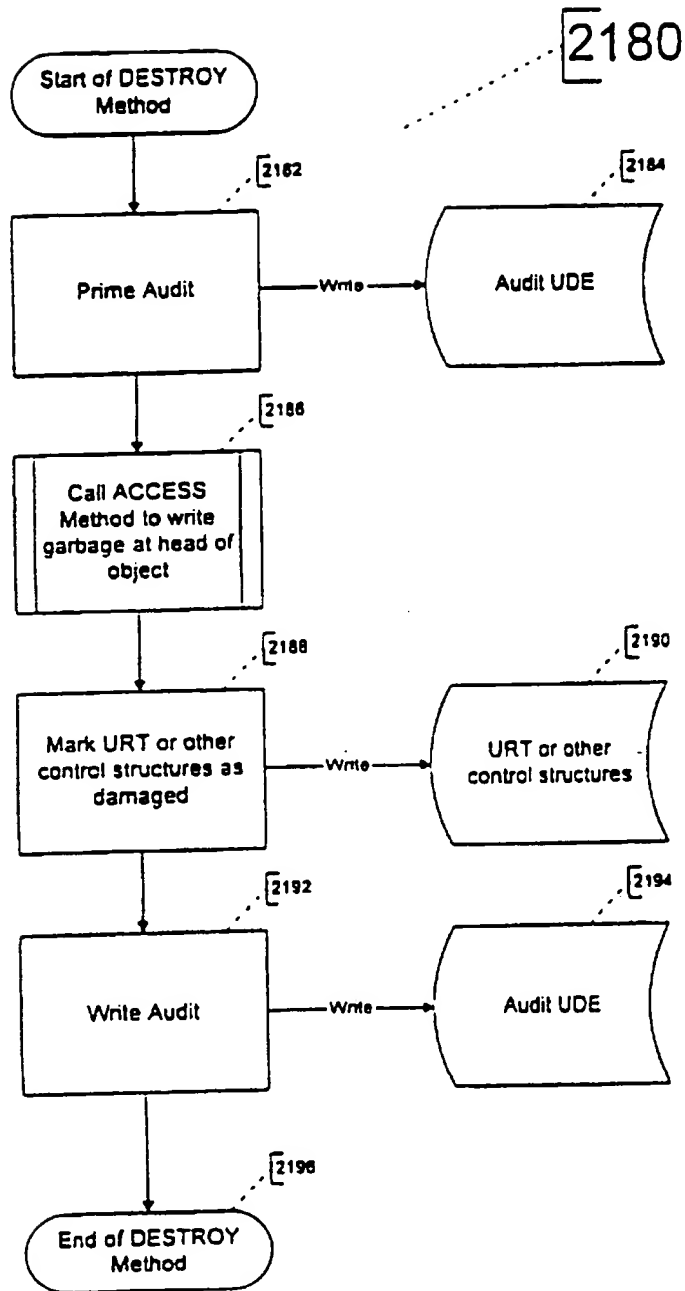 2180
Start of DESTROY
Method
2182
2184
Prime Audit
Write
Audit UDE
2186
Call ACCESS
Method to write
garbage at head of
object
2188
2190
Mark URT or other
control structures as
damaged
Write
URT or other
control structures
2192
2194
Write Audit
Write
Audit UDE
2196
End of DESTROY
Method